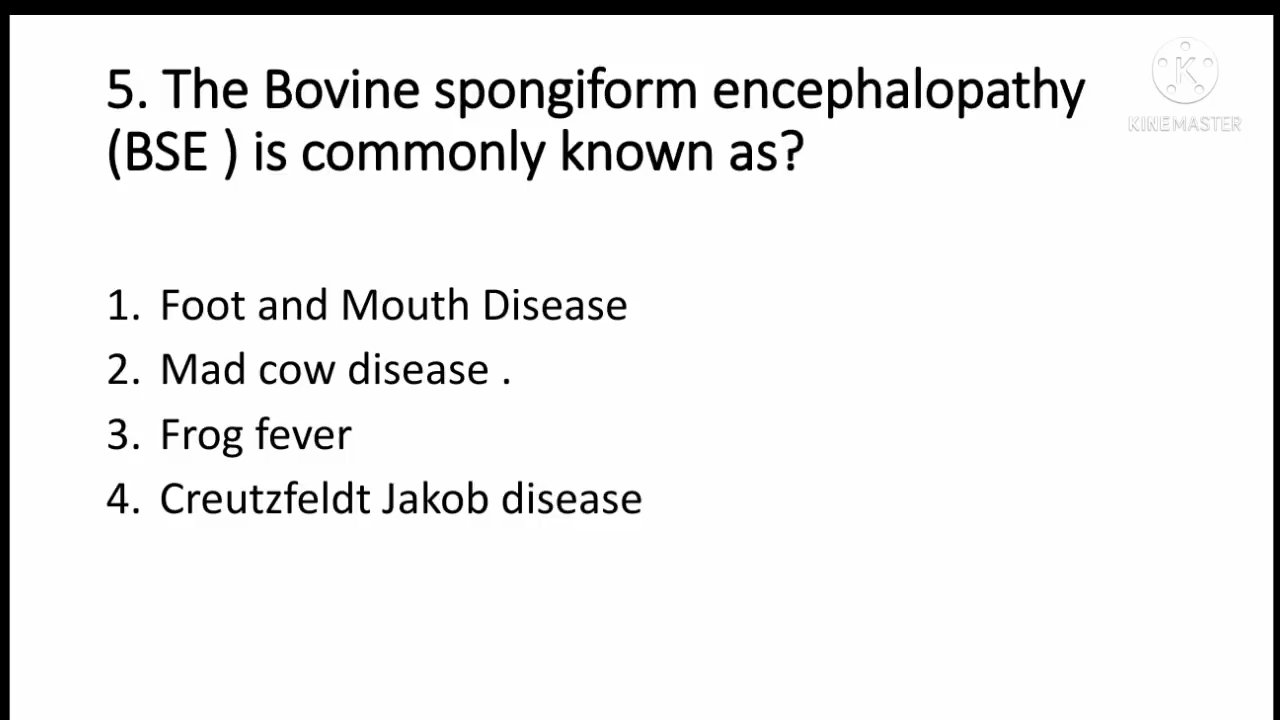 5. The Bovine spongiform encephalopathy
(BSE ) is commonly known as?
K
KINEMASTER
1. Foot and Mouth Disease
2. Mad cow disease .
3. Frog fever
4. Creutzfeldt Jakob disease